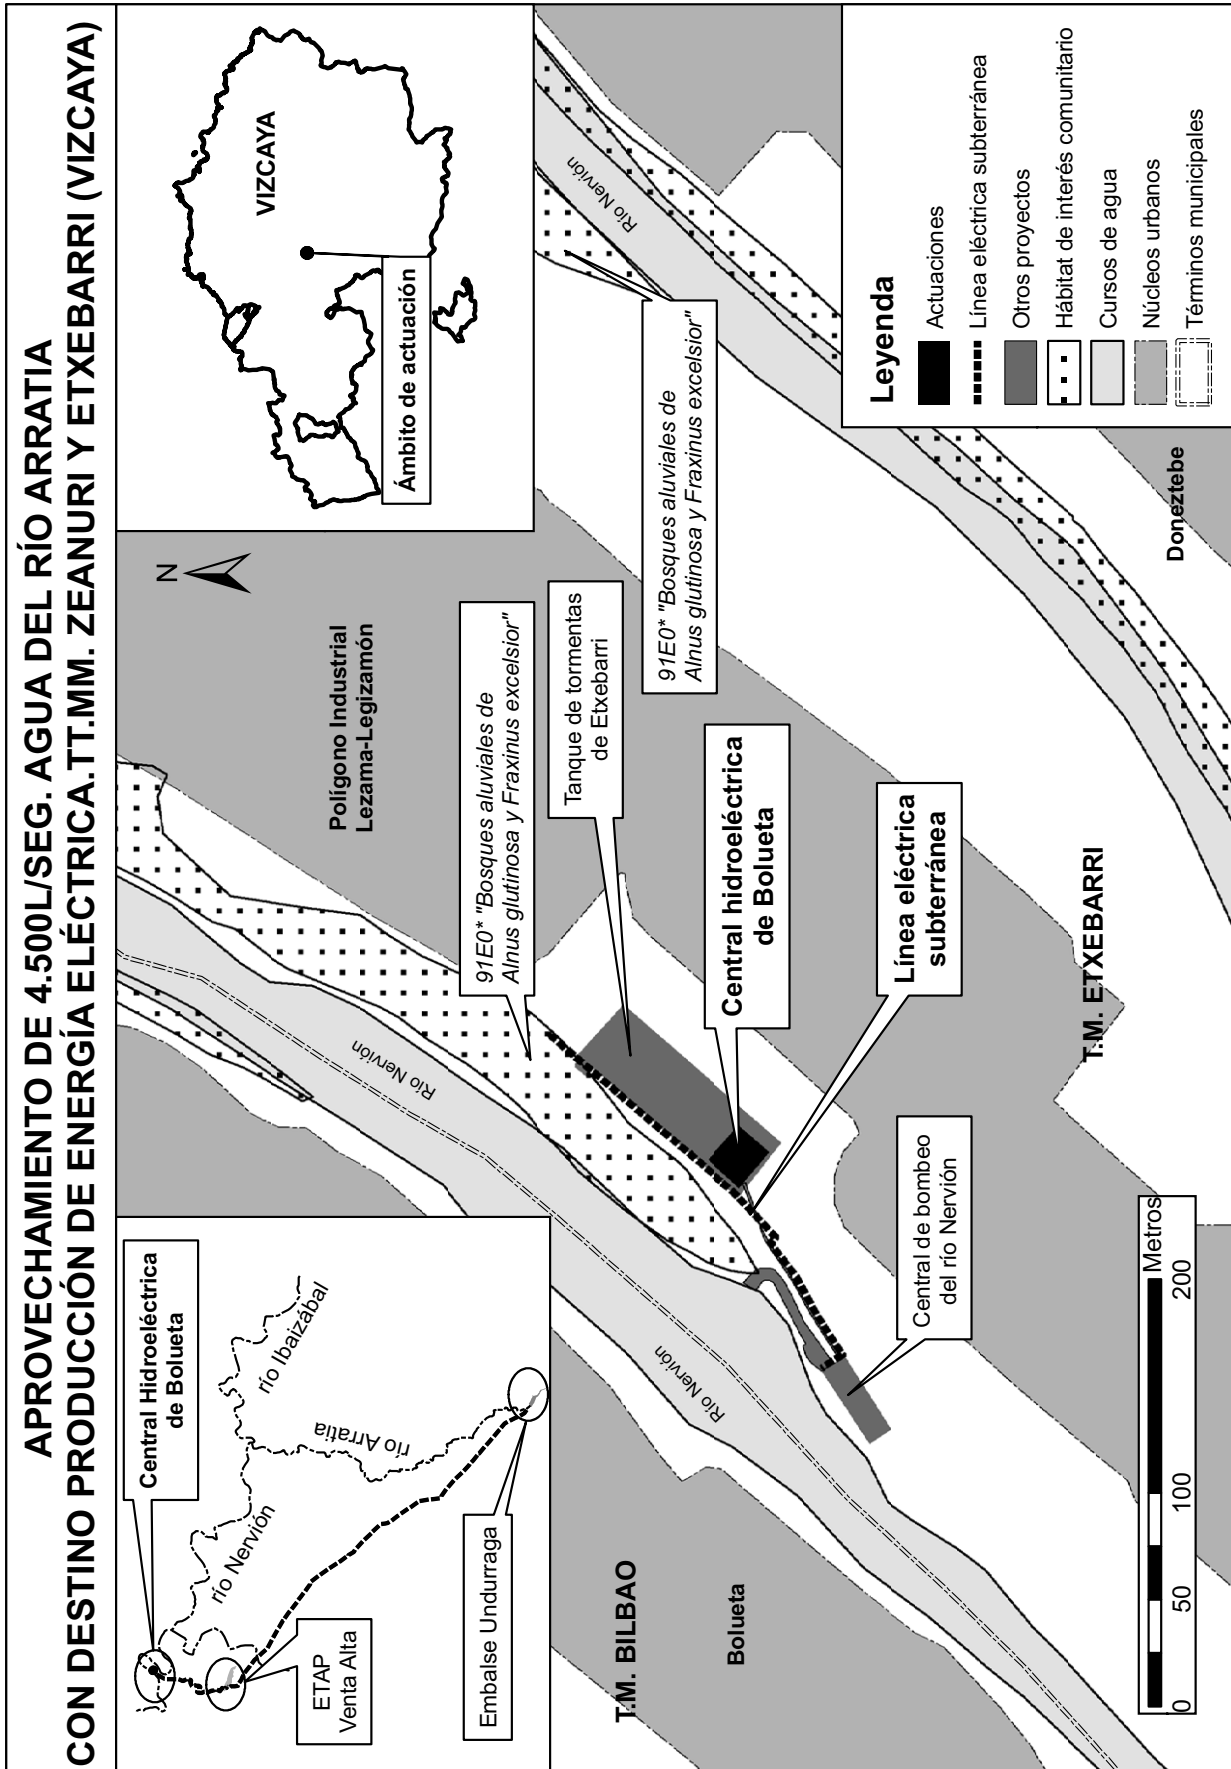 APROVECHAMIENTO DE 4.500L/SEG. AGUA DEL RÍO ARRATIA
CON DESTINO PRODUCCIÓN DE ENERGÍA ELÉCTRICA.TT.MM. ZEANURI Y ETXEBARRI (VIZCAYA)
Central Hidroeléctrica
de Bolueta
río Ibaizábal
río Nervión
río Arratia
ETAP
Venta Alta
Embalse Undurraga
N
VIZCAYA
Ámbito de actuación
Polígono Industrial
Lezama-Legizamón
Río Nervión
Río Nervión
Río Nervión
91E0* "Bosques aluviales de
Alnus glutinosa y Fraxinus excelsior"
Tanque de tormentas
de Etxebarri
91E0* "Bosques aluviales de
Alnus glutinosa y Fraxinus excelsior"
Central hidroeléctrica
de Bolueta
Línea eléctrica
subterránea
Central de bombeo
del río Nervión
T.M. BILBAO
Bolueta
T.M. ETXEBARRI
Doneztebe
0 50 100 200
Metros
Leyenda
Actuaciones
Línea eléctrica subterránea
Otros proyectos
Hábitat de interés comunitario
Cursos de agua
Núcleos urbanos
Términos municipales